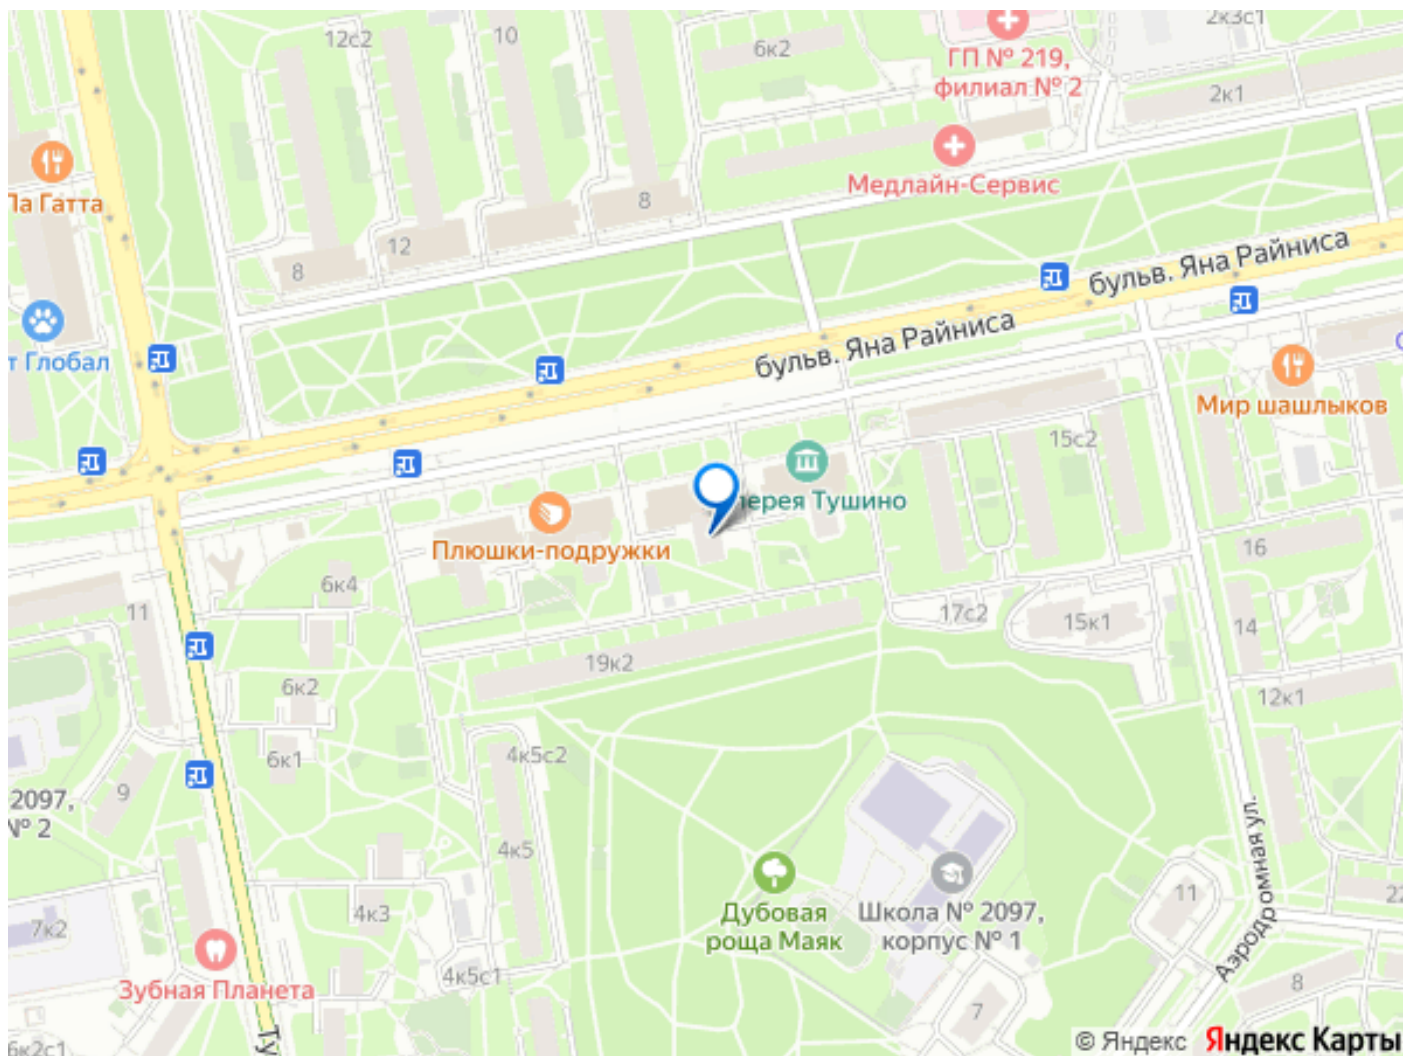 12с2
10
6к2
2к3с1
ГП № 219,
филиал № 2
2к1
Медлайн-Сервис
Ла Гатта
8
12
8
бульв. Яна Райниса
бульв. Яна Райниса
т Глобал
Мир шашлыков
15с2
лерея Тушино
Плюшки-подружки
16
6к4
11
17с2
15к1
14
19к2
6к2
12к1
6к1
4к5с2
9
2097,
№ 2
4к5
Аэродромная ул.
Дубовая
роща Маяк
Школа № 2097,
корпус № 1
11
22
4к3
7к2
Зубная Планета
4к5с1
8
7
6к2с1
Ту
© Яндекс Яндекс Карты